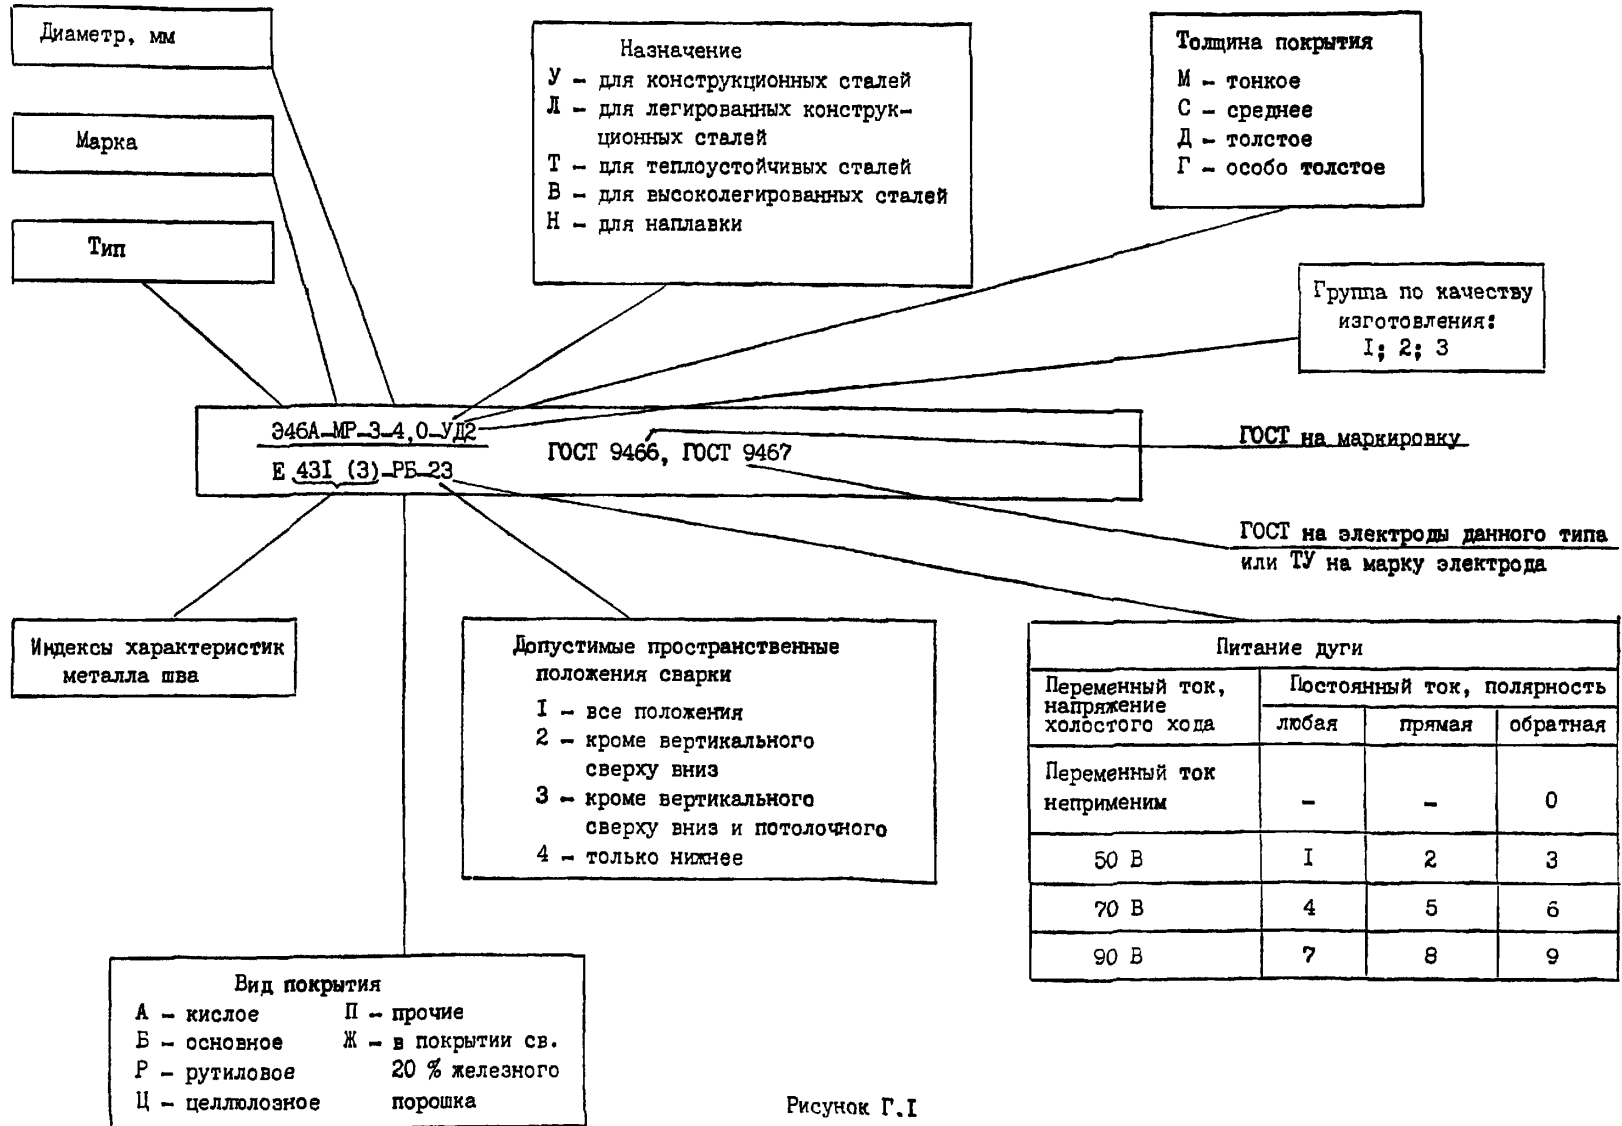 Диаметр, мм
Марка
Тип
Назначение
У – для конструкционных сталей
Л – для легированных конструк-
ционных сталей
Т – для теплоустойчивых сталей
В – для высоколегированных сталей
Н – для наплавки
Толщина покрытия
М – тонкое
С – среднее
Д – толстое
Г – особо толстое
Группа по качеству
изготовления:
I; 2; 3
Э46А–МР–3–4,0–УД2
Е 43I (3)–РБ–23
ГОСТ 9466, ГОСТ 9467
ГОСТ на маркировку
ГОСТ на электроды данного типа
или ТУ на марку электрода
Индексы характеристик
металла шва
Допустимые пространственные
положения сварки
I – все положения
2 – кроме вертикального
сверху вниз
3 – кроме вертикального
сверху вниз и потолочного
4 – только нижнее
Питание дуги
Переменный ток,
напряжение
холостого хода
Постоянный ток, полярность
любая прямая обратная
Переменный ток
неприменим – – 0
50 В I 2 3
70 В 4 5 6
90 В 7 8 9
Вид покрытия
А – кислое П – прочие
Б – основное Ж – в покрытии св.
Р – рутиловое 20 % железного
Ц – целлюлозное порошка
Рисунок Г.I